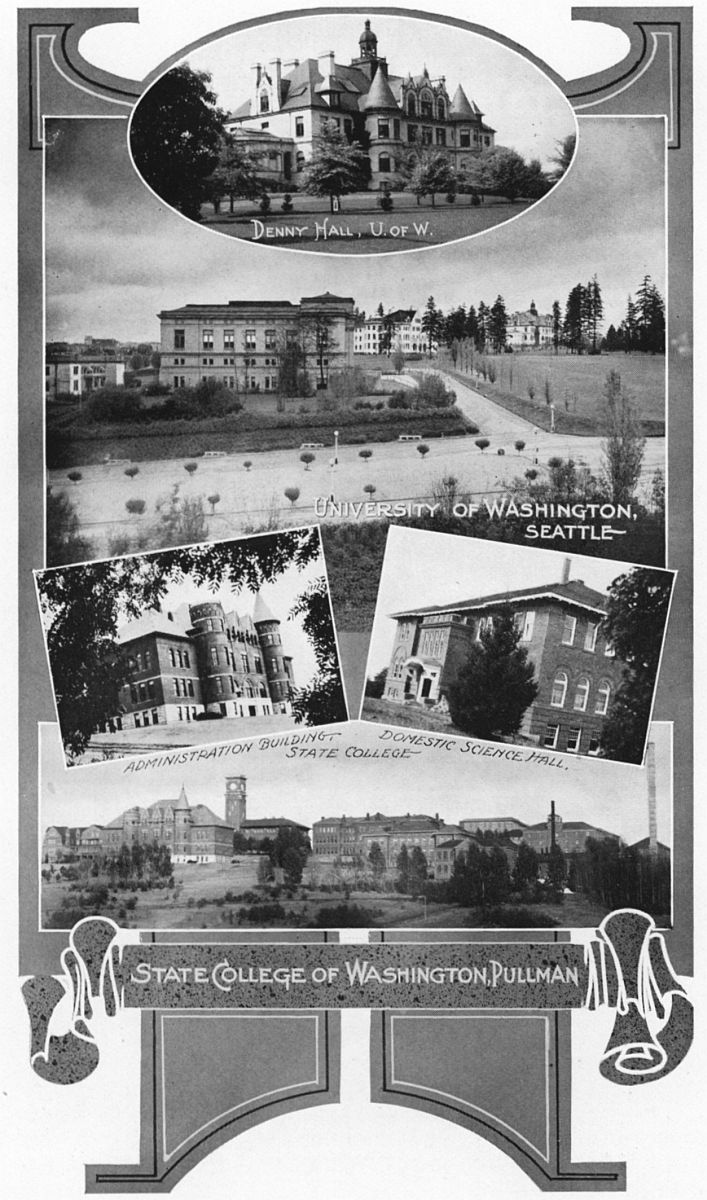 DENNY HALL, U. OF W.
UNIVERSITY OF WASHINGTON,
SEATTLE
ADMINISTRATION BUILDING,
STATE COLLEGE
DOMESTIC SCIENCE HALL.
STATE COLLEGE OF WASHINGTON, PULLMAN